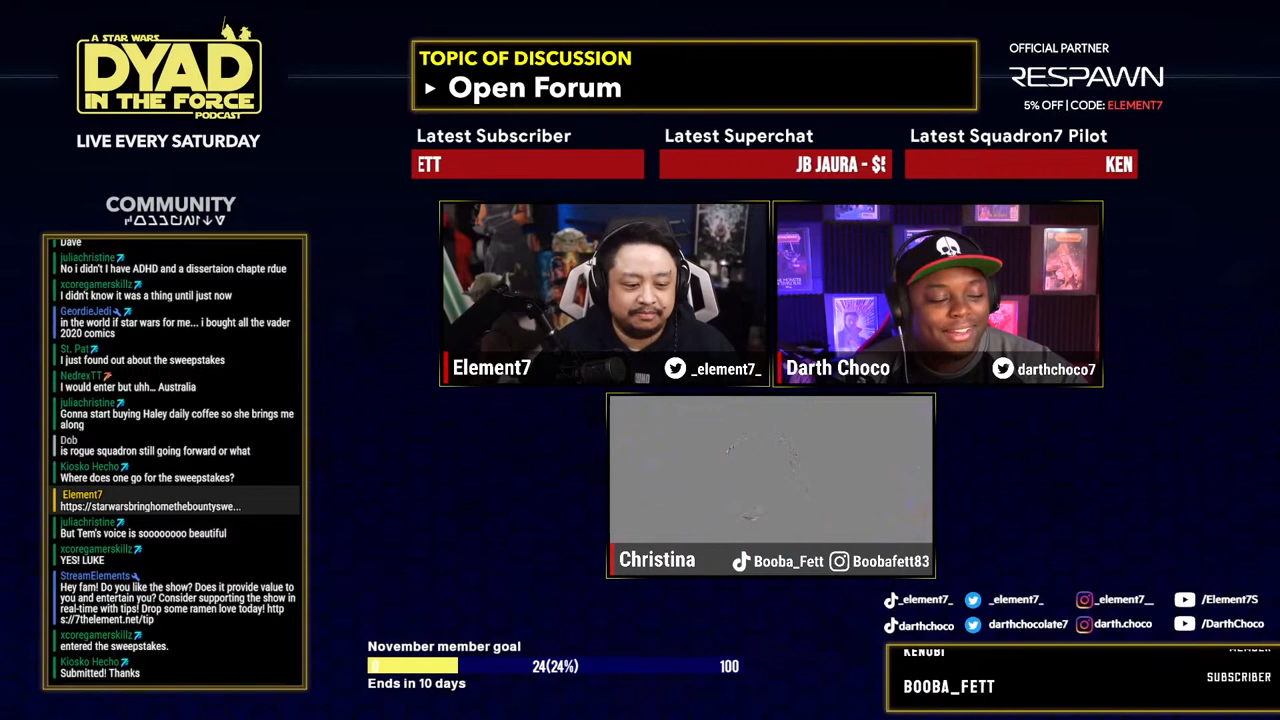 A STAR WARS
DYAD
IN THE FORCE
PODCAST
LIVE EVERY SATURDAY
TOPIC OF DISCUSSION
► Open Forum
OFFICIAL PARTNER
RESPAWN
5% OFF | CODE: ELEMENT7
Latest Subscriber
Latest Superchat
Latest Squadron7 Pilot
ETT
JB JAURA - $
KEN
COMMUNITY
Dave
juliachristine
No i didn't I have ADHD and a dissertaion chapte rdue
xcoregamerskillz
I didn't know it was a thing until just now
GeordieJedi
in the world if star wars for me... i bought all the vader
2020 comics
St. Pat
I just found out about the sweepstakes
NedrexTT
I would enter but uhh... Australia
juliachristine
Gonna start buying Haley daily coffee so she brings me
along
Dob
is rogue squadron still going forward or what
Kiosko Hecho
Where does one go for the sweepstakes?
Element7
https://starwarsbringhomethebountyswe...
juliachristine
But Tem's voice is soooooooo beautiful
xcoregamerskillz
YES! LUKE
StreamElements
Hey fam! Do you like the show? Does it provide value to
you and entertain you? Consider supporting the show in
real-time with tips! Drop some ramen love today! http
s://7thelement.net/tip
xcoregamerskillz
entered the sweepstakes.
Kiosko Hecho
Submitted! Thanks
Element7
_element7_
Darth Choco
darthchoco7
Christina
Booba_Fett
Boobafett83
November member goal
0
24(24%)
100
Ends in 10 days
_element7_
_element7_
_element7__
/Element7S
darthchoco
darthchocolate7
darth.choco
/DarthChoco
KENOBI
MEMBER
BOOBA_FETT
SUBSCRIBER